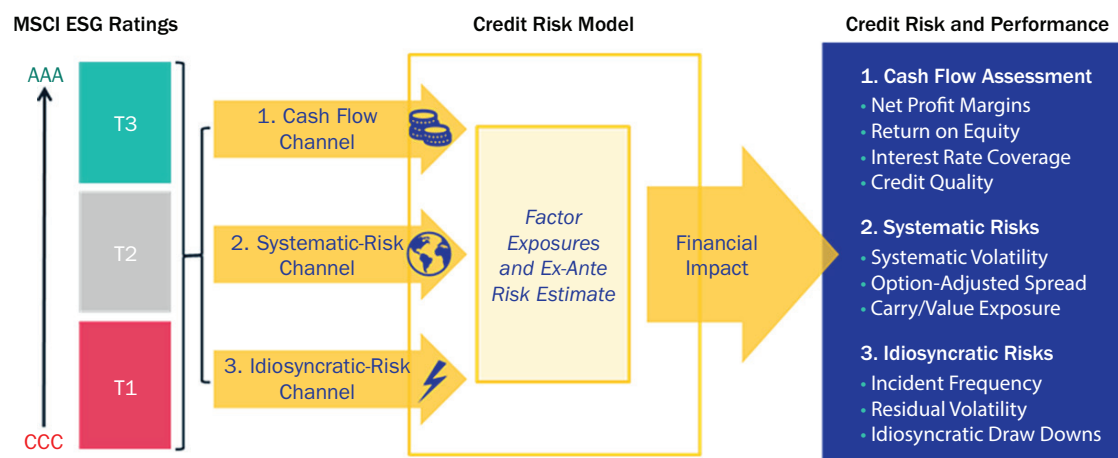 MSCI ESG Ratings
AAA
T3
T2
T1
CCC
Credit Risk Model
1. Cash Flow
Channel
2. Systematic-Risk
Channel
3. Idiosyncratic-Risk
Channel
Factor
Exposures
and Ex-Ante
Risk Estimate
Financial
Impact
Credit Risk and Performance
1. Cash Flow Assessment
• Net Profit Margins
• Return on Equity
• Interest Rate Coverage
• Credit Quality
2. Systematic Risks
• Systematic Volatility
• Option-Adjusted Spread
• Carry/Value Exposure
3. Idiosyncratic Risks
• Incident Frequency
• Residual Volatility
• Idiosyncratic Draw Downs